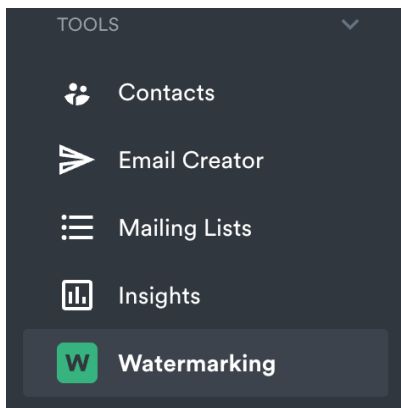 TOOLS
Contacts
Email Creator
Mailing Lists
Insights
W Watermarking